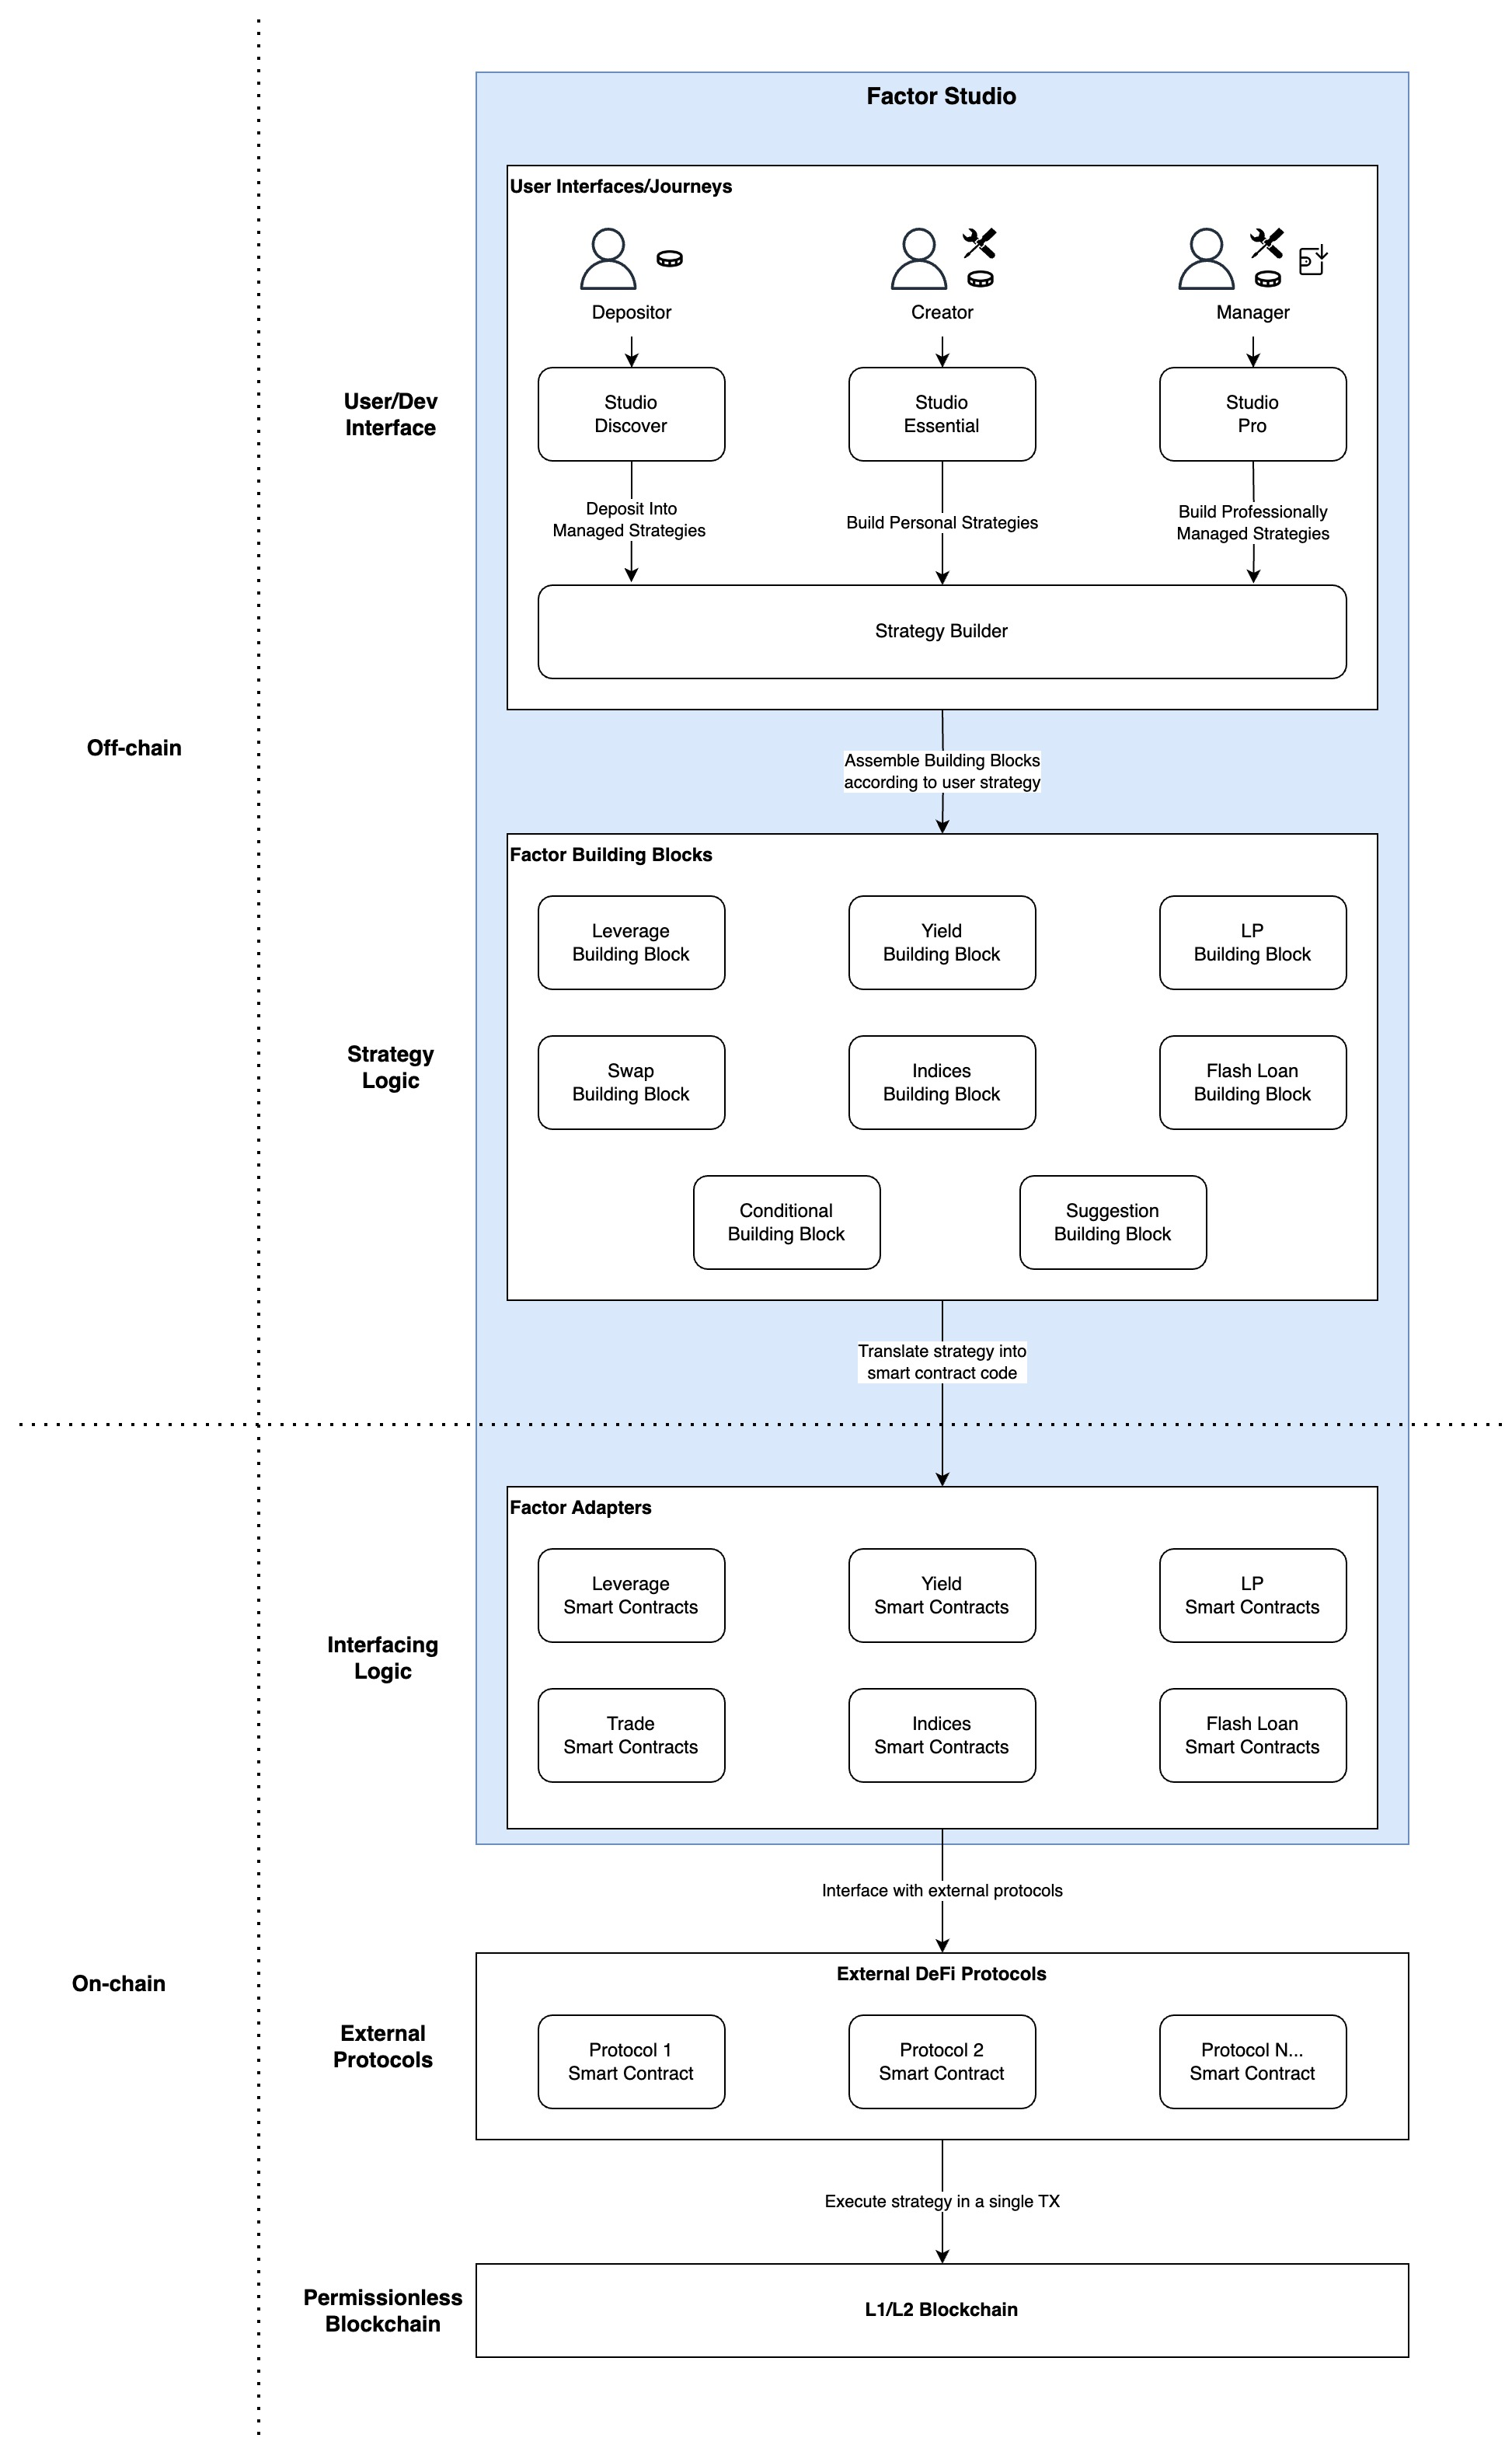 Factor Studio
User Interfaces/Journeys
Depositor
Creator
Manager
User/Dev
Interface
Studio
Discover
Studio
Essential
Studio
Pro
Deposit Into
Managed Strategies
Build Personal Strategies
Build Professionally
Managed Strategies
Strategy Builder
Off-chain
Assemble Building Blocks
according to user strategy
Factor Building Blocks
Strategy
Logic
Leverage
Building Block
Yield
Building Block
LP
Building Block
Swap
Building Block
Indices
Building Block
Flash Loan
Building Block
Conditional
Building Block
Suggestion
Building Block
Translate strategy into
smart contract code
Factor Adapters
Interfacing
Logic
Leverage
Smart Contracts
Yield
Smart Contracts
LP
Smart Contracts
Trade
Smart Contracts
Indices
Smart Contracts
Flash Loan
Smart Contracts
Interface with external protocols
On-chain
External DeFi Protocols
External
Protocols
Protocol 1
Smart Contract
Protocol 2
Smart Contract
Protocol N...
Smart Contract
Execute strategy in a single TX
Permissionless
Blockchain
L1/L2 Blockchain